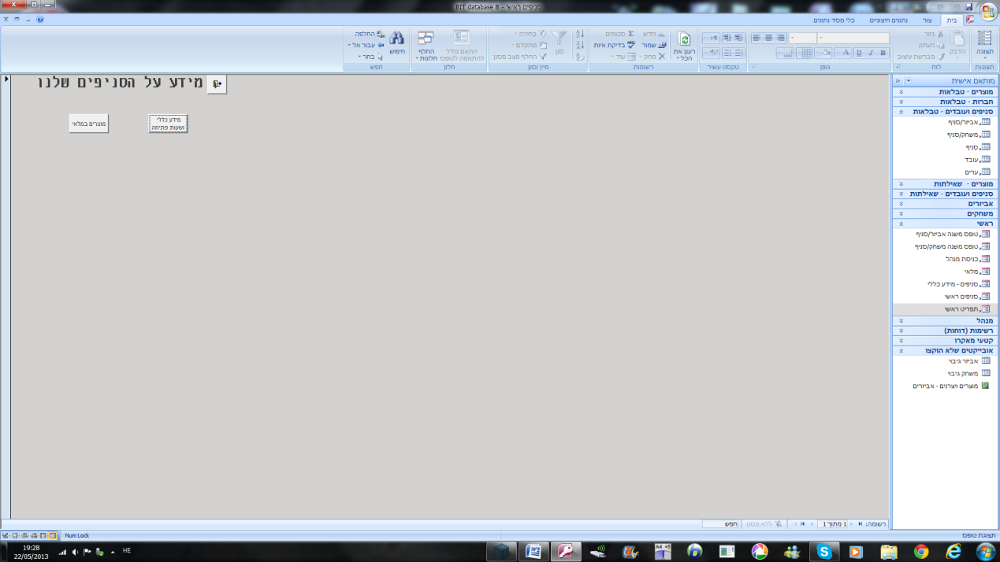 סניפים ראשי - BIT database 8
בית
צור
נתונים חיצוניים
כלי מסד נתונים
תצוגה
תצוגות
הדבק
גזור
העתק
מברשת עיצוב
לוח
גופן
טקסט עשיר
רענן את הכל
חדש
שמור
מחק
סכומים
בדיקת איות
עוד
רשומות
סנן
בחירה
מתקדם
החלף מצב מסנן
מיין וסנן
התאם גודל להתאמה לטופס
החלף חלונות
חלון
חיפוש
החלפה
עבור אל
בחר
חפש
מותאם אישית
מוצרים - טבלאות
חברות - טבלאות
סניפים ועובדים - טבלאות
אביזר/סניף
משחק/סניף
סניף
עובד
ערים
מוצרים - שאילתות
סניפים ועובדים - שאילתות
אביזרים
משחקים
ראשי
טופס משנה אביזר/סניף
טופס משנה משחק/סניף
כניסת מנהל
מלאי
סניפים - מידע כללי
סניפים ראשי
תפריט ראשי
מנהל
רשימות (דוחות)
קטעי מאקרו
אובייקטים שלא הוקצו
אביזר גיבוי
משחק גיבוי
מוצרים ויצרנים - אביזרים
מידע על הסניפים שלנו
מידע כללי
ושעות פתיחה
מוצרים במלאי
רשומה: 1 מתוך 1
ללא מסנן
חפש
תצוגת טופס
Num Lock
HE
19:28
22/05/2013